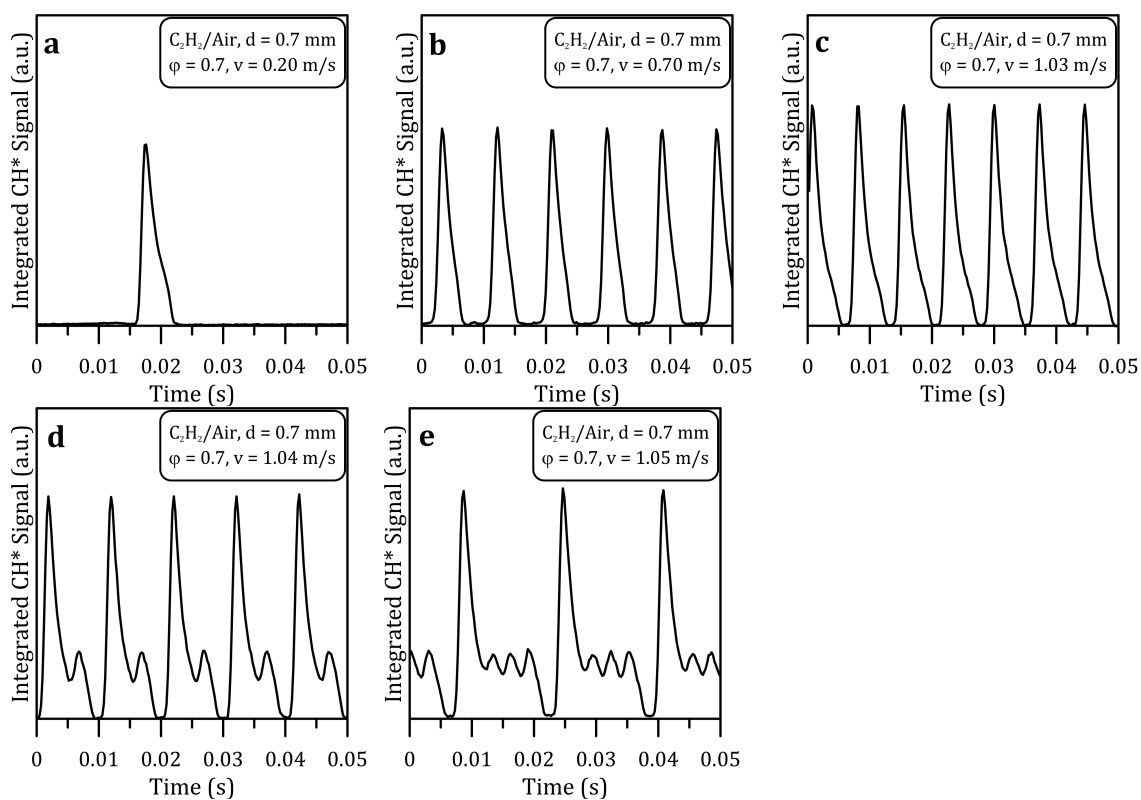 a
C₂H₂/Air, d = 0.7 mm
φ = 0.7, v = 0.20 m/s
Integrated CH* Signal (a.u.)
0 0.01 0.02 0.03 0.04 0.05
Time (s)
b
C₂H₂/Air, d = 0.7 mm
φ = 0.7, v = 0.70 m/s
Integrated CH* Signal (a.u.)
0 0.01 0.02 0.03 0.04 0.05
Time (s)
c
C₂H₂/Air, d = 0.7 mm
φ = 0.7, v = 1.03 m/s
Integrated CH* Signal (a.u.)
0 0.01 0.02 0.03 0.04 0.05
Time (s)
d
C₂H₂/Air, d = 0.7 mm
φ = 0.7, v = 1.04 m/s
Integrated CH* Signal (a.u.)
0 0.01 0.02 0.03 0.04 0.05
Time (s)
e
C₂H₂/Air, d = 0.7 mm
φ = 0.7, v = 1.05 m/s
Integrated CH* Signal (a.u.)
0 0.01 0.02 0.03 0.04 0.05
Time (s)